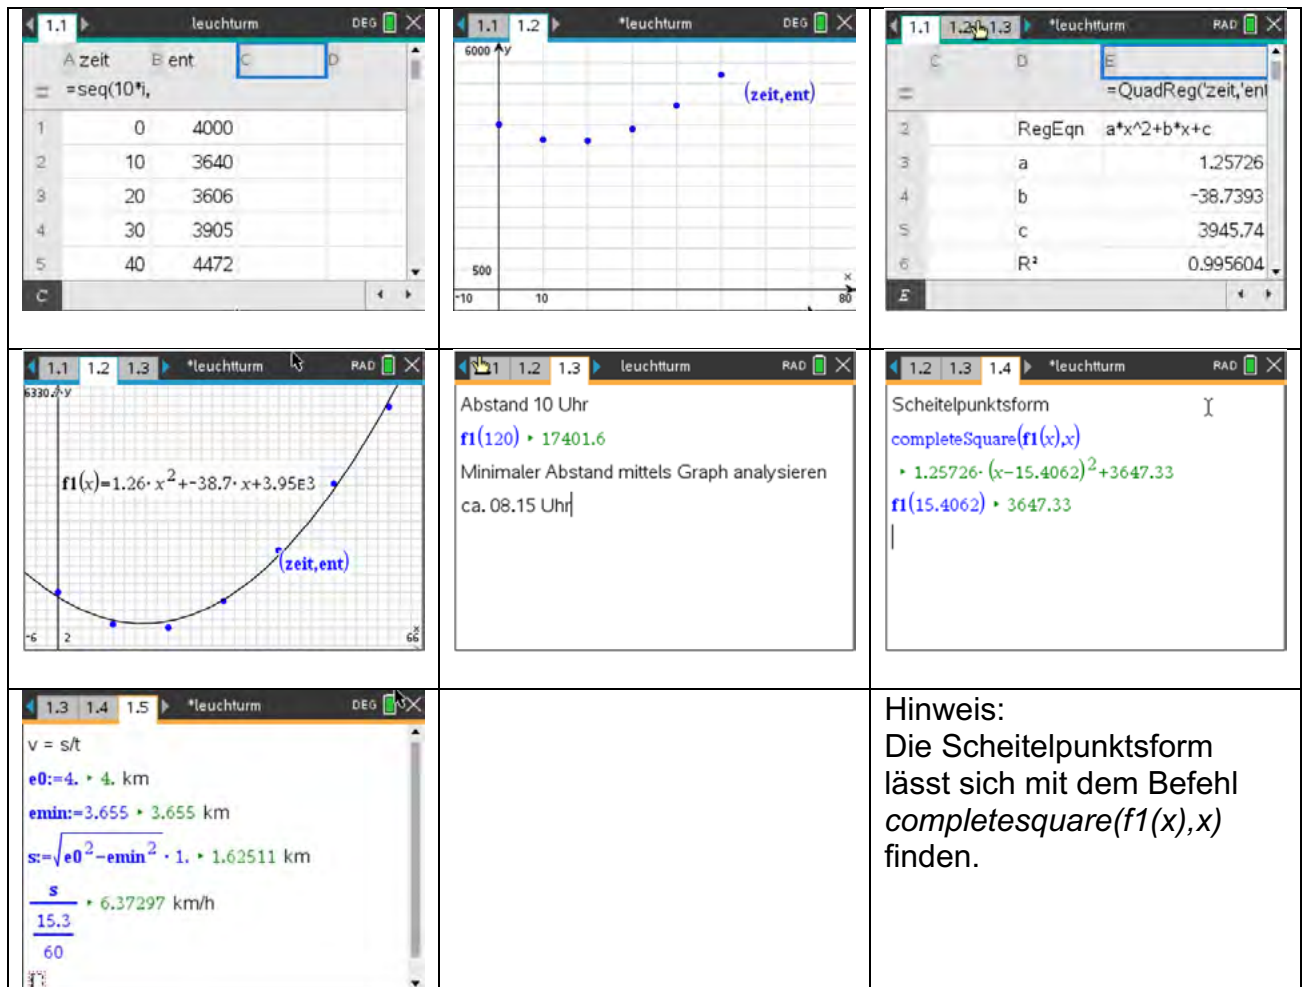 1.1 leuchturm DEG
A zeit B ent C D
= =seq(10*i,
1 0 4000
2 10 3640
3 20 3606
4 30 3905
5 40 4472
C
1.1 1.2 *leuchturm DEG
6000 y
(zeit,ent)
500
x
-10 10 80
1.1 1.2 1.3 *leuchtturm RAD
C D E
= =QuadReg('zeit,'ent
2 RegEqn a*x^2+b*x+c
3 a 1.25726
4 b -38.7393
5 c 3945.74
6 R² 0.995604
E
1.1 1.2 1.3 *leuchtturm RAD
6330.7 y
f1(x)=1.26·x²+-38.7·x+3.95E3
(zeit,ent)
x
-6 2 66
1.2 1.3 leuchtturm RAD
Abstand 10 Uhr
f1(120) ▸ 17401.6
Minimaler Abstand mittels Graph analysieren
ca. 08.15 Uhr
1.2 1.3 1.4 *leuchtturm RAD
Scheitelpunktsform
completeSquare(f1(x),x)
▸ 1.25726·(x-15.4062)²+3647.33
f1(15.4062) ▸ 3647.33
1.3 1.4 1.5 *leuchturm DEG
v = s/t
e0:=4. ▸ 4. km
emin:=3.655 ▸ 3.655 km
s:=√e0²-emin² · 1. ▸ 1.62511 km
s
15.3
60
▸ 6.37297 km/h
Hinweis:
Die Scheitelpunktsform
lässt sich mit dem Befehl
completesquare(f1(x),x)
finden.